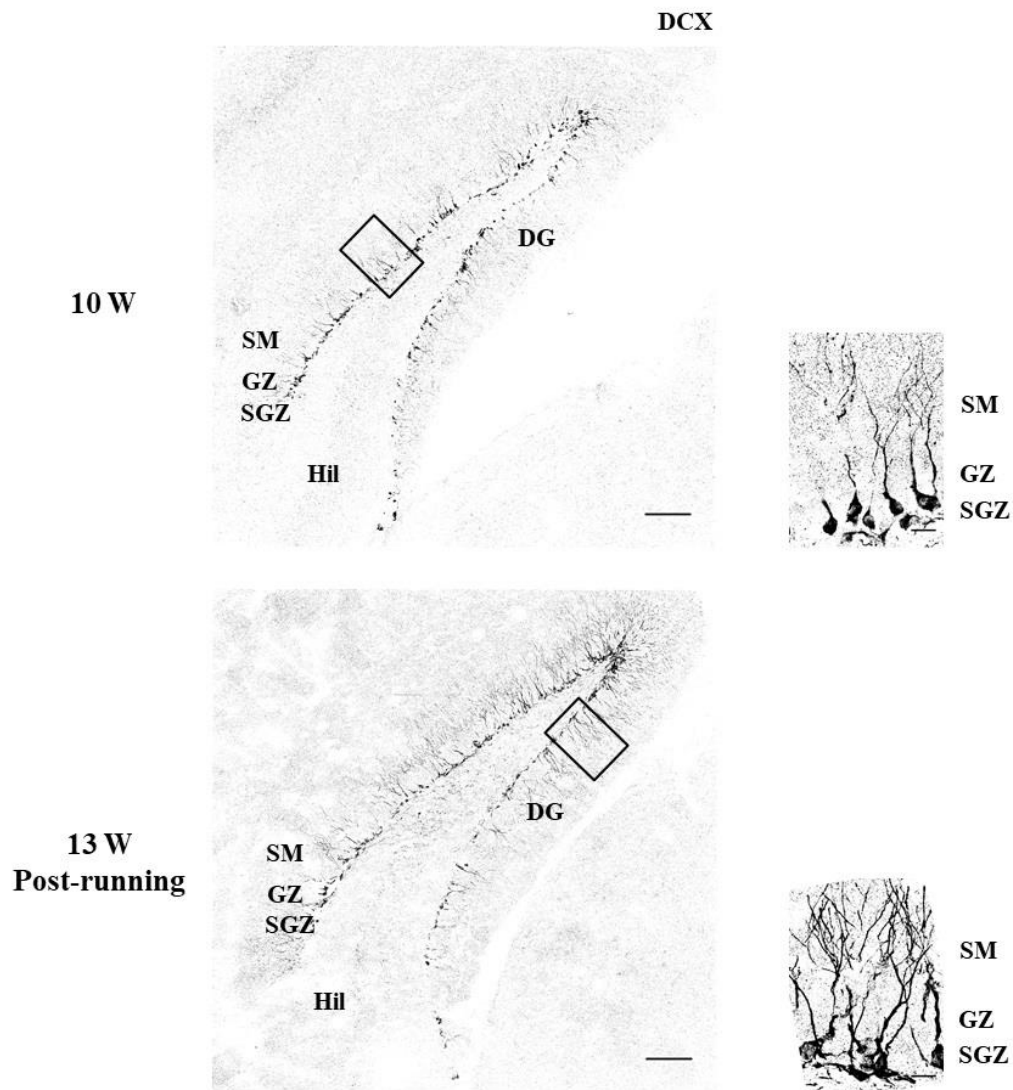 DCX
DG
10 W
SM
GZ
SGZ
Hil
SM
GZ
SGZ
DG
13 W
Post-running
SM
GZ
SGZ
Hil
SM
GZ
SGZ